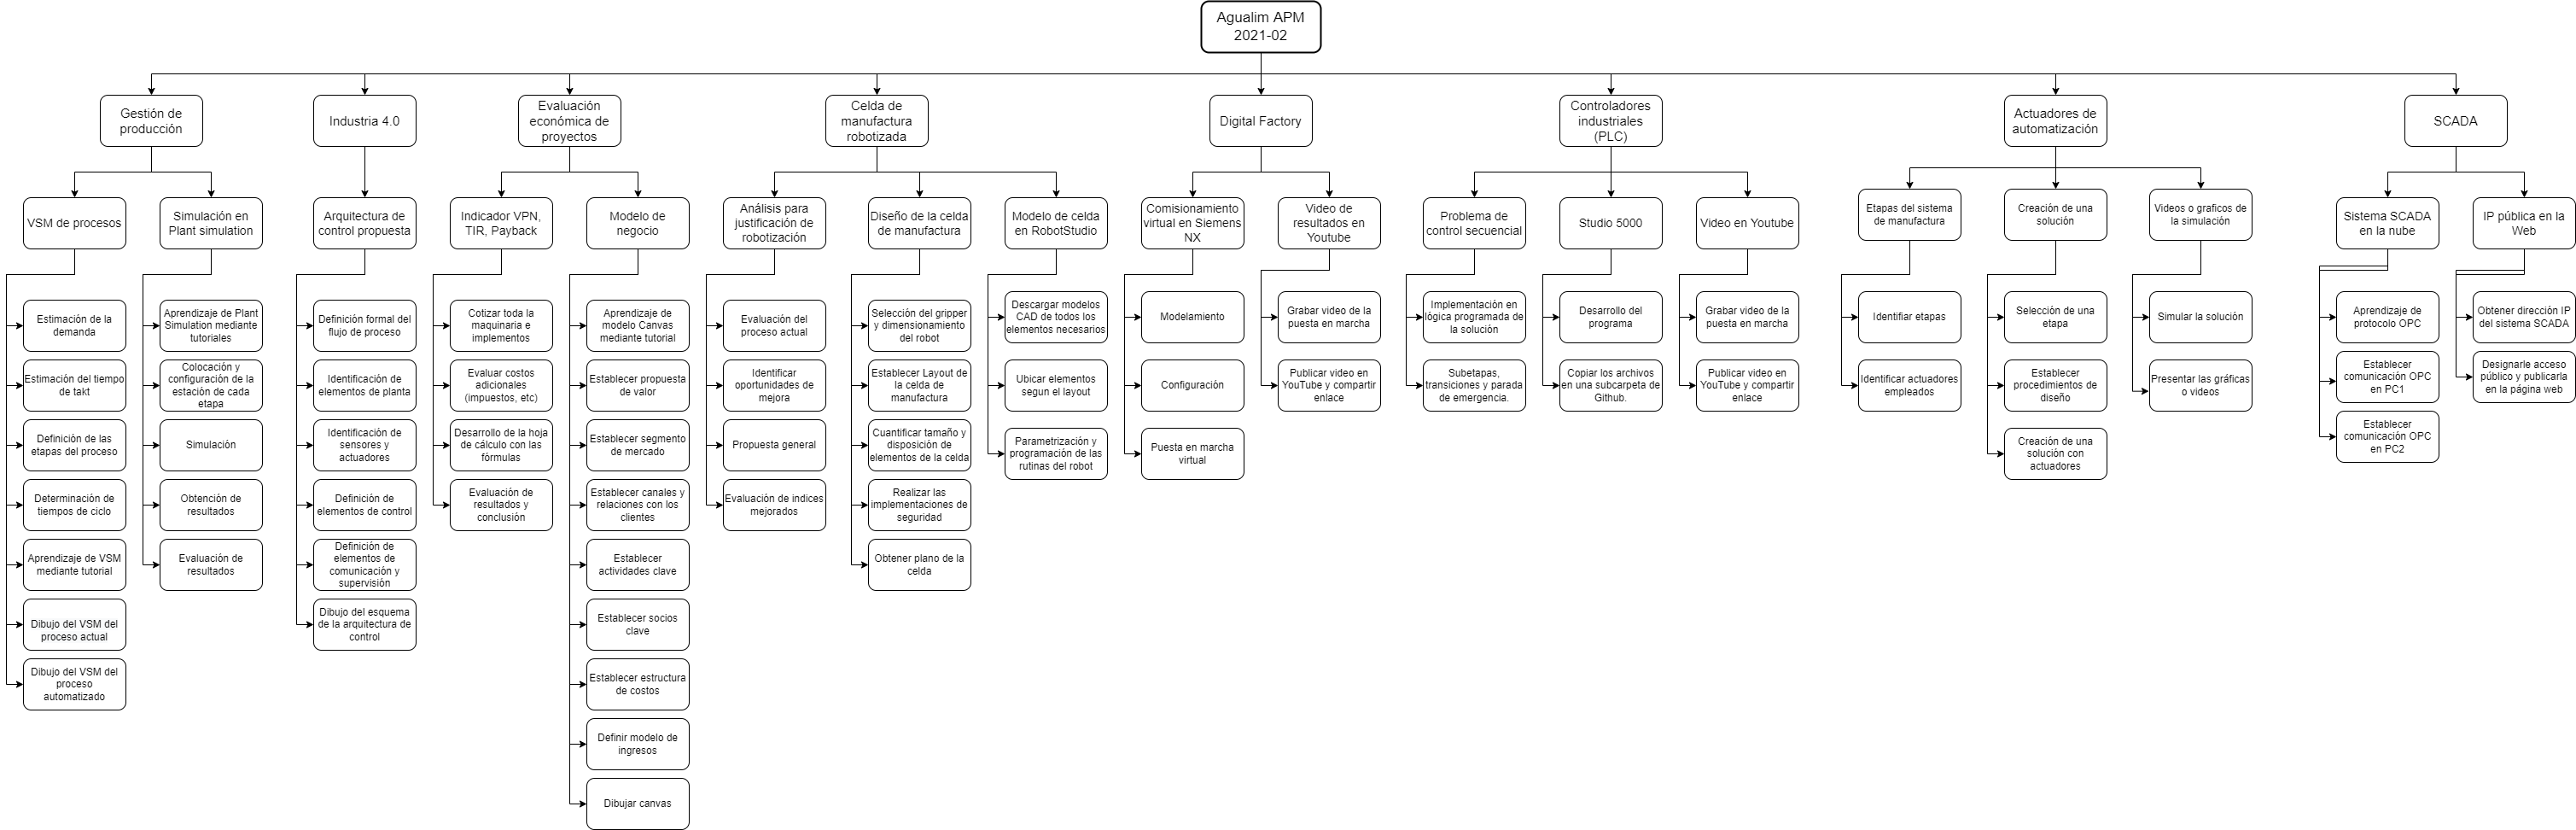 Agualim APM
2021-02
Gestión de
producción
Industria 4.0
Evaluación
económica de
proyectos
Celda de
manufactura
robotizada
Digital Factory
Controladores
industriales
(PLC)
Actuadores de
automatización
SCADA
VSM de procesos
Simulación en
Plant simulation
Arquitectura de
control propuesta
Indicador VPN,
TIR, Payback
Modelo de
negocio
Análisis para
justificación de
robotización
Diseño de la celda
de manufactura
Modelo de celda
en RobotStudio
Comisionamiento
virtual en Siemens
NX
Video de
resultados en
Youtube
Problema de
control secuencial
Studio 5000
Video en Youtube
Etapas del sistema
de manufactura
Creación de una
solución
Videos o graficos de
la simulación
Sistema SCADA
en la nube
IP pública en la
Web
Estimación de la
demanda
Estimación del tiempo
de takt
Definición de las
etapas del proceso
Determinación de
tiempos de ciclo
Aprendizaje de VSM
mediante tutorial
Dibujo del VSM del
proceso actual
Dibujo del VSM del
proceso
automatizado
Aprendizaje de Plant
Simulation mediante
tutoriales
Colocación y
configuración de la
estación de cada
etapa
Simulación
Obtención de
resultados
Evaluación de
resultados
Definición formal del
flujo de proceso
Identificación de
elementos de planta
Identificación de
sensores y
actuadores
Definición de
elementos de control
Definición de
elementos de
comunicación y
supervisión
Dibujo del esquema
de la arquitectura de
control
Cotizar toda la
maquinaria e
implementos
Evaluar costos
adicionales
(impuestos, etc)
Desarrollo de la hoja
de cálculo con las
fórmulas
Evaluación de
resultados y
conclusión
Aprendizaje de
modelo Canvas
mediante tutorial
Establecer propuesta
de valor
Establecer segmento
de mercado
Establecer canales y
relaciones con los
clientes
Establecer
actividades clave
Establecer socios
clave
Establecer estructura
de costos
Definir modelo de
ingresos
Dibujar canvas
Evaluación del
proceso actual
Identificar
oportunidades de
mejora
Propuesta general
Evaluación de indices
mejorados
Selección del gripper
y dimensionamiento
del robot
Establecer Layout de
la celda de
manufactura
Cuantificar tamaño y
disposición de
elementos de la celda
Realizar las
implementaciones de
seguridad
Obtener plano de la
celda
Descargar modelos
CAD de todos los
elementos necesarios
Ubicar elementos
segun el layout
Parametrización y
programación de las
rutinas del robot
Modelamiento
Configuración
Puesta en marcha
virtual
Grabar video de la
puesta en marcha
Publicar video en
YouTube y compartir
enlace
Implementación en
lógica programada de
la solución
Subetapas,
transiciones y parada
de emergencia.
Desarrollo del
programa
Copiar los archivos
en una subcarpeta de
Github.
Grabar video de la
puesta en marcha
Publicar video en
YouTube y compartir
enlace
Identifiar etapas
Identificar actuadores
empleados
Selección de una
etapa
Establecer
procedimientos de
diseño
Creación de una
solución con
actuadores
Simular la solución
Presentar las gráficas
o videos
Aprendizaje de
protocolo OPC
Establecer
comunicación OPC
en PC1
Establecer
comunicación OPC
en PC2
Obtener dirección IP
del sistema SCADA
Designarle acceso
público y publicarla
en la página web